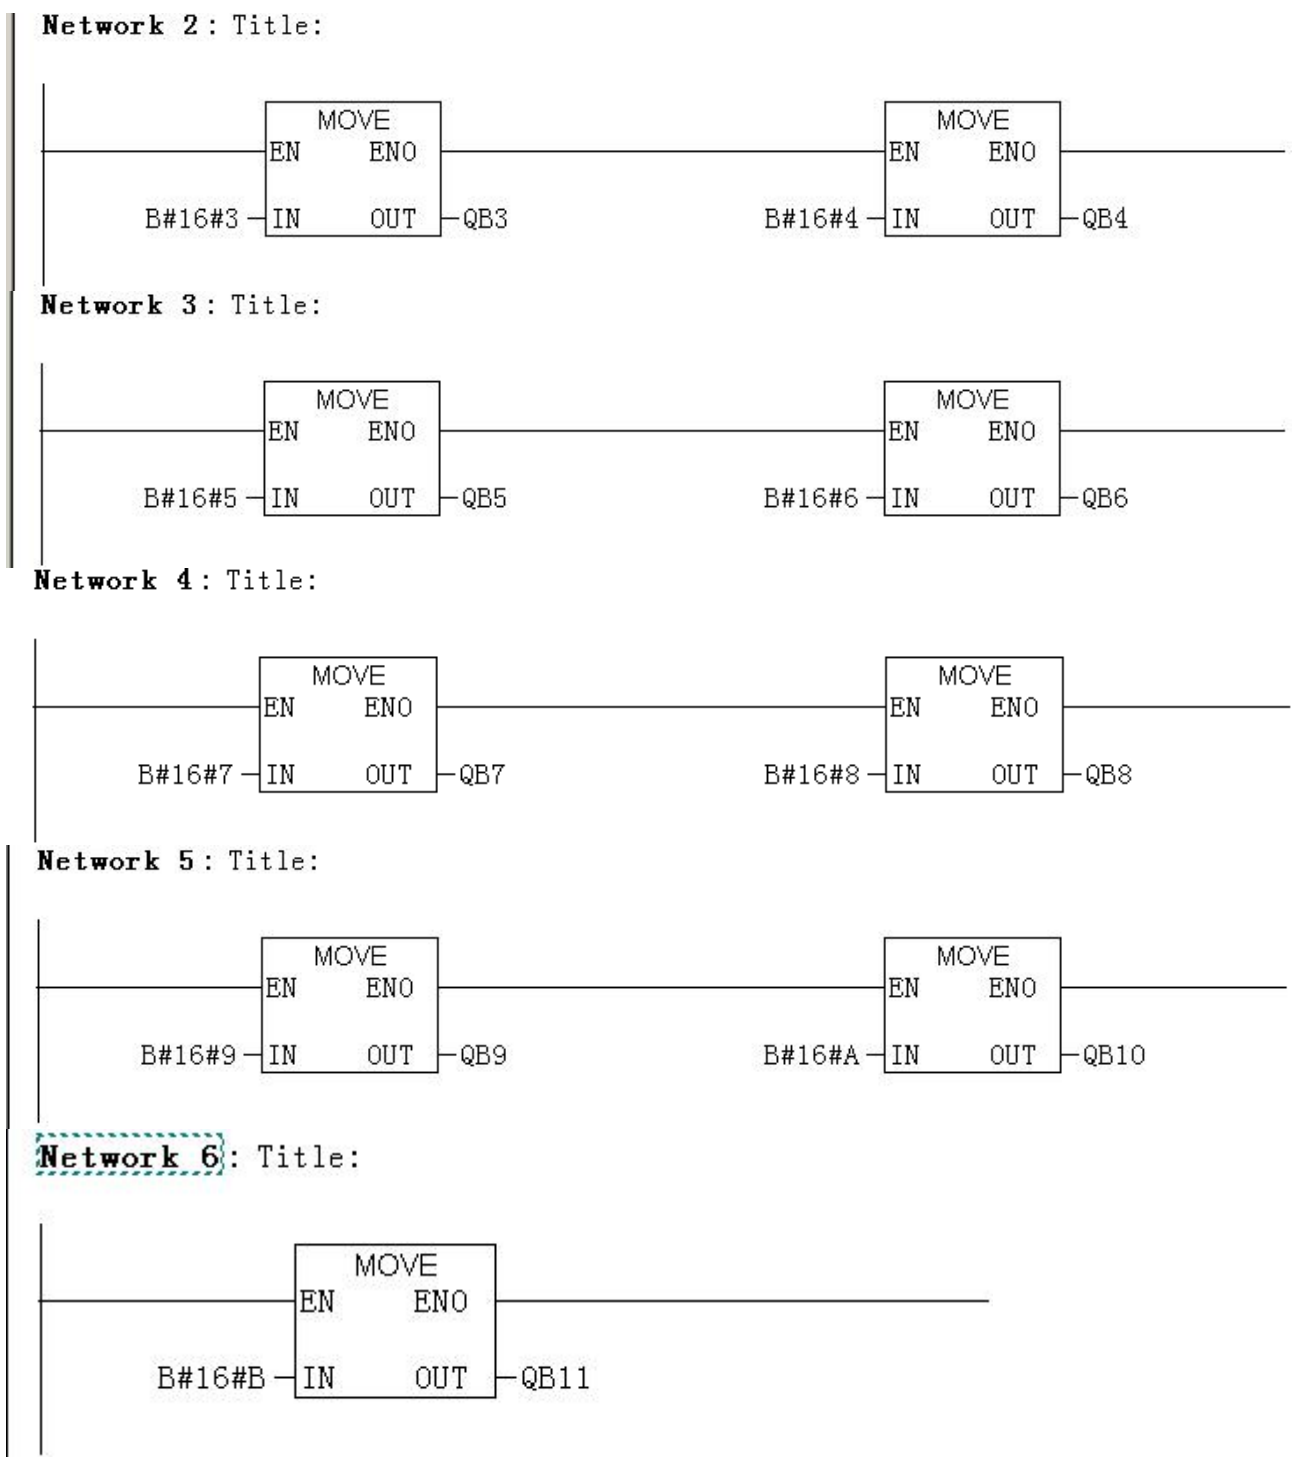 Network 2: Title:
MOVE MOVE
EN ENO EN ENO
B#16#3 IN OUT QB3 B#16#4 IN OUT QB4
Network 3: Title:
MOVE MOVE
EN ENO EN ENO
B#16#5 IN OUT QB5 B#16#6 IN OUT QB6
Network 4: Title:
MOVE MOVE
EN ENO EN ENO
B#16#7 IN OUT QB7 B#16#8 IN OUT QB8
Network 5: Title:
MOVE MOVE
EN ENO EN ENO
B#16#9 IN OUT QB9 B#16#A IN OUT QB10
Network 6: Title:
MOVE
EN ENO
B#16#B IN OUT QB11